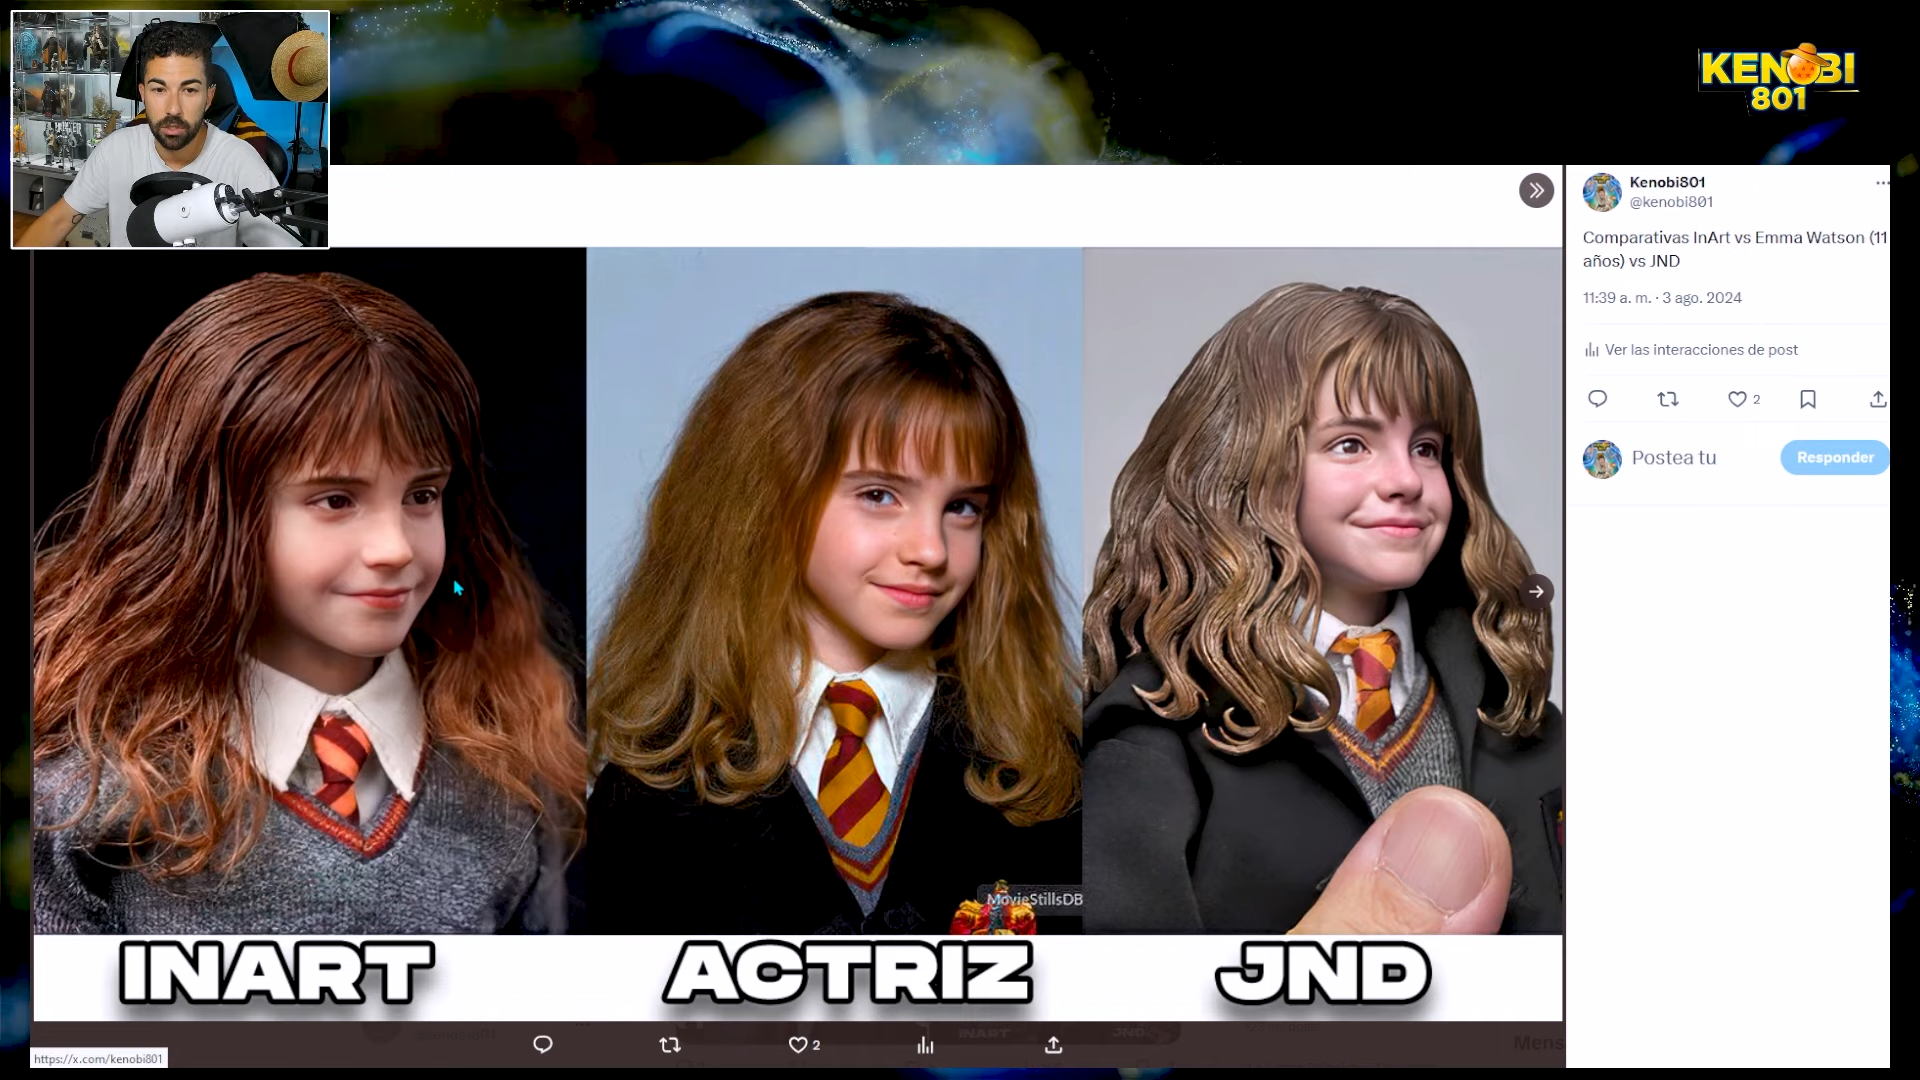 KENOBI
801
Kenobi801
@kenobi801
Comparativas InArt vs Emma Watson (11
años) vs JND
11:39 a. m. · 3 ago. 2024
Ver las interacciones de post
2
Postea tu
Responder
MovieStillsDB
INART
ACTRIZ
JND
2
Mens
https://x.com/kenobi801